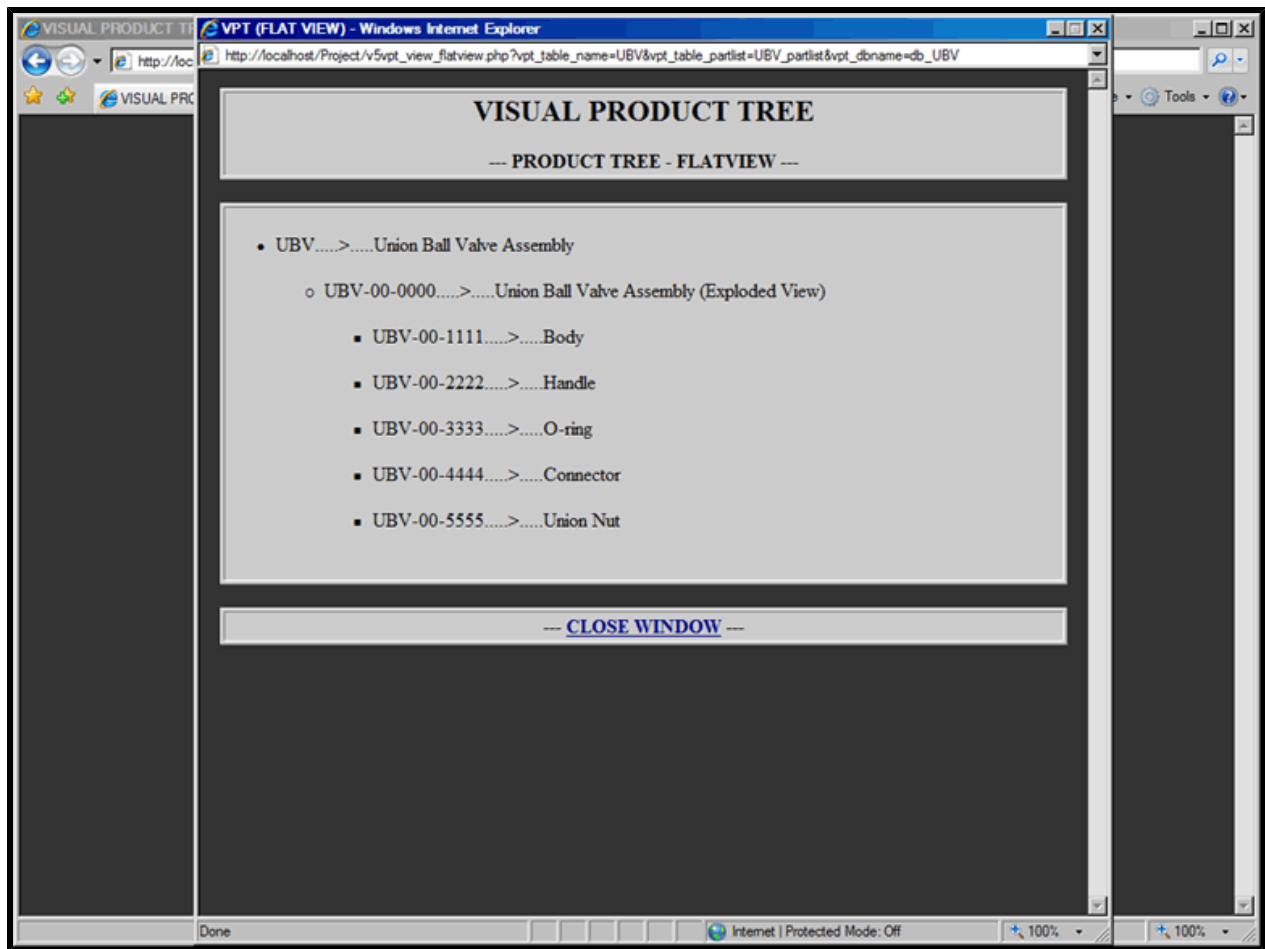 VISUAL PRODUCT TR
VPT (FLAT VIEW) - Windows Internet Explorer
http://loc
http://localhost/Project/v5vpt_view_flatview.php?vpt_table_name=UBV&vpt_table_partlist=UBV_partlist&vpt_dbname=db_UBV
VISUAL PRO
Tools
VISUAL PRODUCT TREE
--- PRODUCT TREE - FLATVIEW ---
• UBV.....>.....Union Ball Valve Assembly
○ UBV-00-0000.....>.....Union Ball Valve Assembly (Exploded View)
▪ UBV-00-1111.....>.....Body
▪ UBV-00-2222.....>.....Handle
▪ UBV-00-3333.....>.....O-ring
▪ UBV-00-4444.....>.....Connector
▪ UBV-00-5555.....>.....Union Nut
--- CLOSE WINDOW ---
Done
Internet | Protected Mode: Off
100%
100%